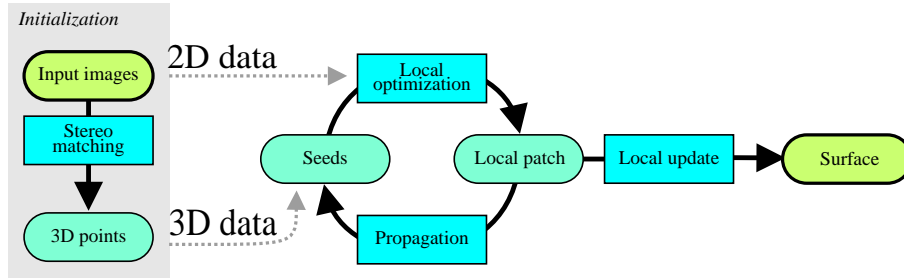 Initialization
Input images
Stereo
matching
3D points
2D data
3D data
Local
optimization
Seeds
Local patch
Propagation
Local update
Surface